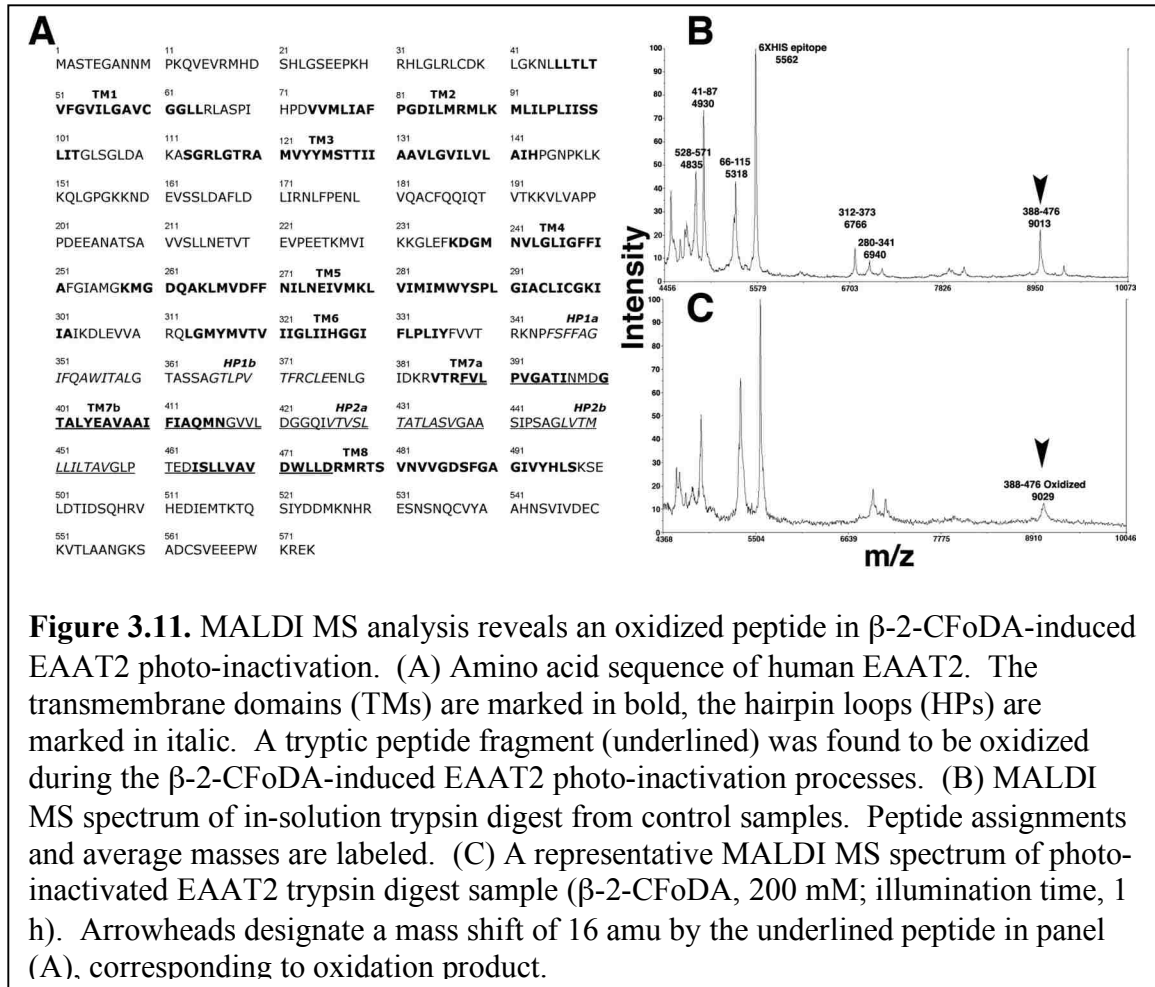 A
1 11 21 31 41
MASTEGANNM PKQVEVRMHD SHLGSEEPKH RHLGLRLCDK LGKNLLLTLT
51 TM1 61 71 81 TM2 91
VFGVILGAVC GGLLRLASPI HPDVVMLIAF PGDILMRMLK MLILPLIISS
101 111 121 TM3 131 141
LITGLSGLDA KASGRLGTRA MVYYMSTTII AAVLGVILVL AIHPGNPKLK
151 161 171 181 191
KQLGPGKKND EVSSLDAFLD LIRNLFPENL VQACFQQIQT VTKKVLVAPP
201 211 221 231 241 TM4
PDEEANATSA VVSLLNETVT EVPEETKMVI KKGLEFKDGM NVLGLIGFFI
251 261 271 TM5 281 291
AFGIAMGKMG DQAKLMVDFF NILNEIVMKL VIMIMWYSPL GIACLICGKI
301 311 321 TM6 331 341 HP1a
IAIKDLEVVA RQLGMYMVTV IIGLIIHGGI FLPLIYFVVT RKNPFSFFAG
351 361 HP1b 371 381 TM7a 391
IFQAWITALG TASSAGTLPV TFRCLEENLG IDKRVTRFVL PVGATINMDG
401 TM7b 411 421 HP2a 431 441 HP2b
TALYEAVAAI FIAQMNGVVL DGGQIVTVSL TATLASVGAA SIPSAGLVTM
451 461 471 TM8 481 491
LLILTAVGLP TEDISLLVAV DWLLDRMRTS VNVVGDSFGA GIVYHLSKSE
501 511 521 531 541
LDTIDSQHRV HEDIEMTKTQ SIYDDMKNHR ESNSNQCVYA AHNSVIVDEC
551 561 571
KVTLAANGKS ADCSVEEEPW KREK
B
6XHIS epitope
5562
41-87
4930
528-571
4835
66-115
5318
312-373
6766
280-341
6940
388-476
9013
100
90
80
70
60
50
40
30
20
10
0
4456 5579 6703 7826 8950 10073
Intensity
C
388-476 Oxidized
9029
100
90
80
70
60
50
40
30
20
10
0
4368 5504 6639 7775 8910 10046
m/z
Figure 3.11. MALDI MS analysis reveals an oxidized peptide in β-2-CFoDA-induced
EAAT2 photo-inactivation. (A) Amino acid sequence of human EAAT2. The
transmembrane domains (TMs) are marked in bold, the hairpin loops (HPs) are
marked in italic. A tryptic peptide fragment (underlined) was found to be oxidized
during the β-2-CFoDA-induced EAAT2 photo-inactivation processes. (B) MALDI
MS spectrum of in-solution trypsin digest from control samples. Peptide assignments
and average masses are labeled. (C) A representative MALDI MS spectrum of photo-
inactivated EAAT2 trypsin digest sample (β-2-CFoDA, 200 mM; illumination time, 1
h). Arrowheads designate a mass shift of 16 amu by the underlined peptide in panel
(A), corresponding to oxidation product.